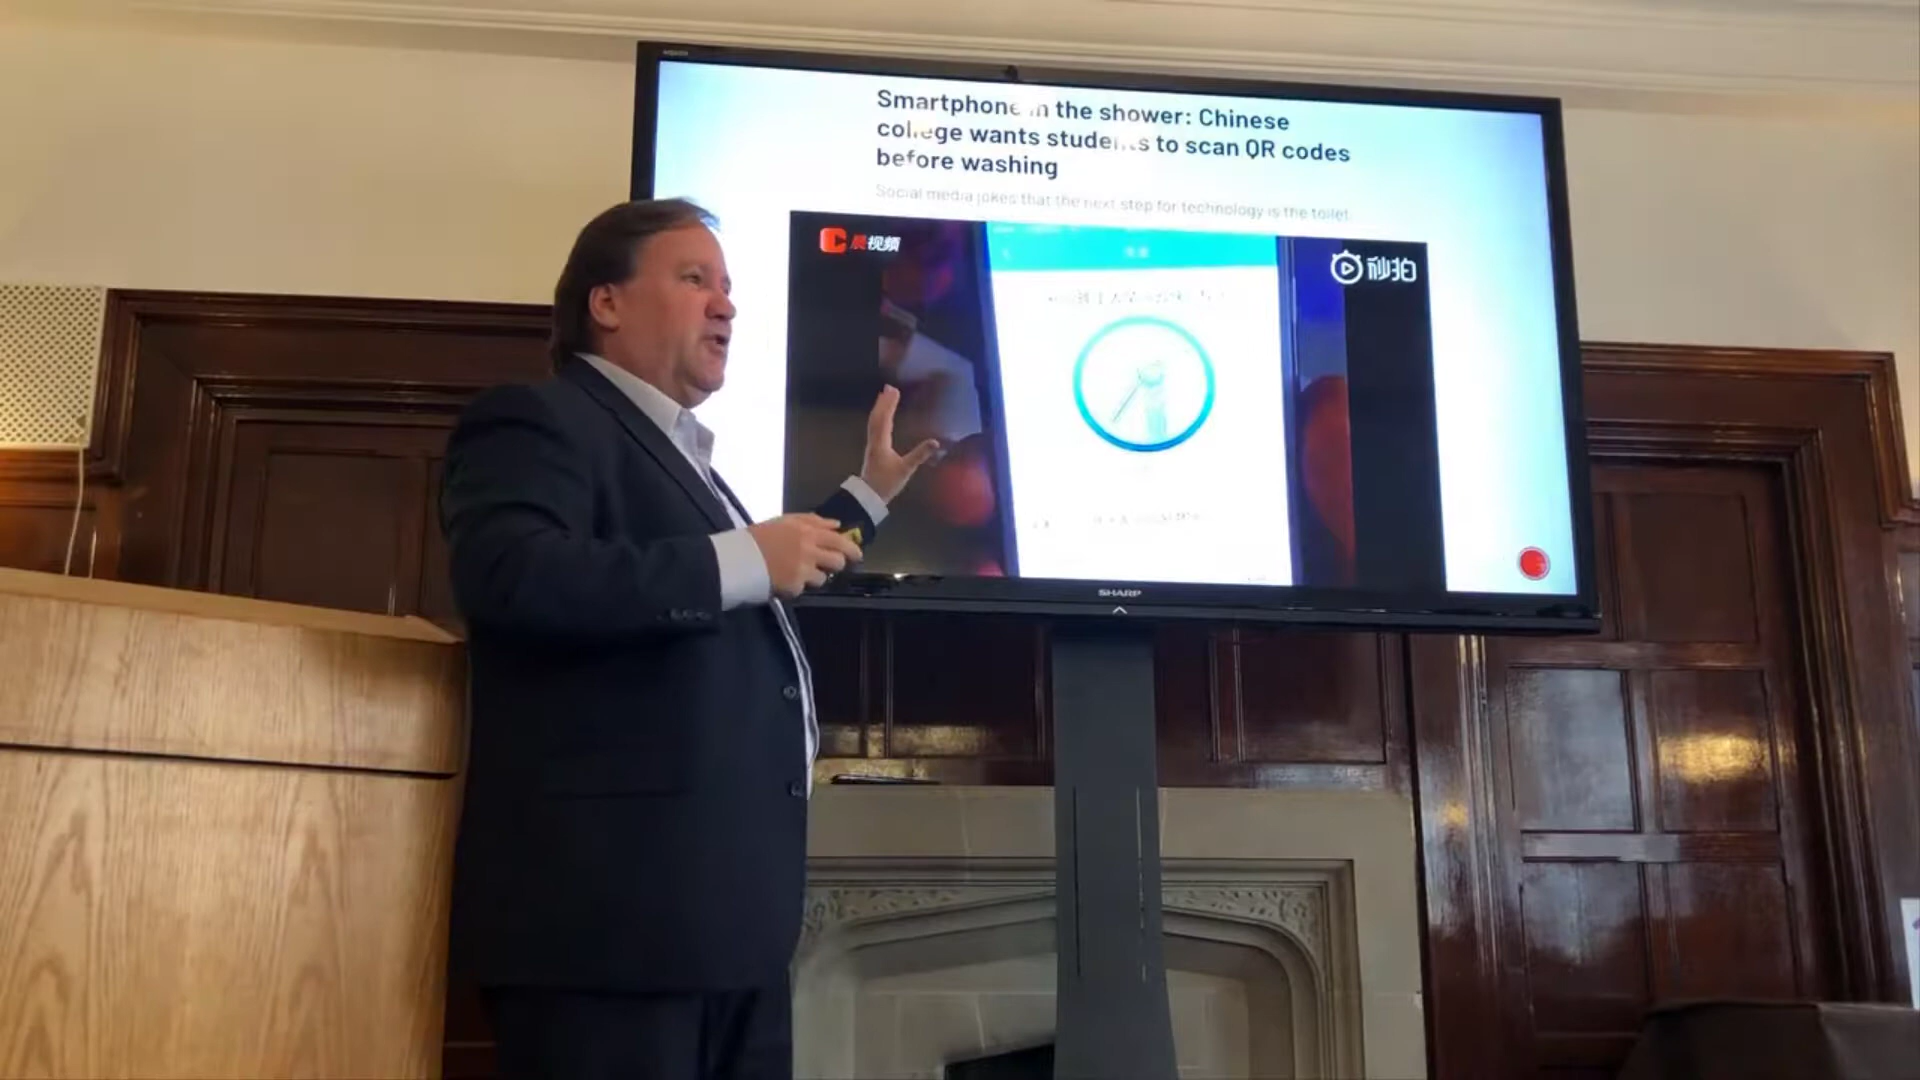 Smartphone in the shower: Chinese
college wants students to scan QR codes
before washing
Social media jokes that the next step for technology is the toilet
晨视频
秒拍
SHARP